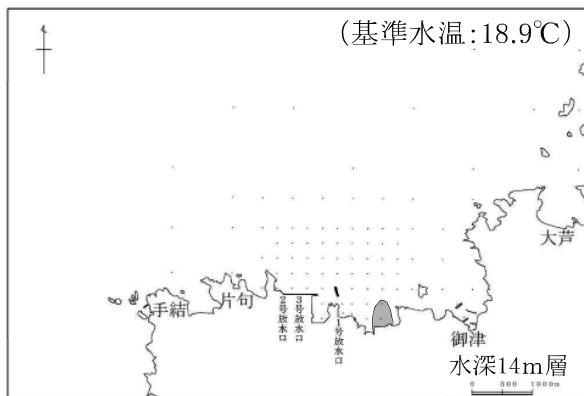 (基準水温:18.9℃)
大芦
手結
片句
2号放水口
3号放水口
1号放水口
御津
水深14m層
0 500 1000m